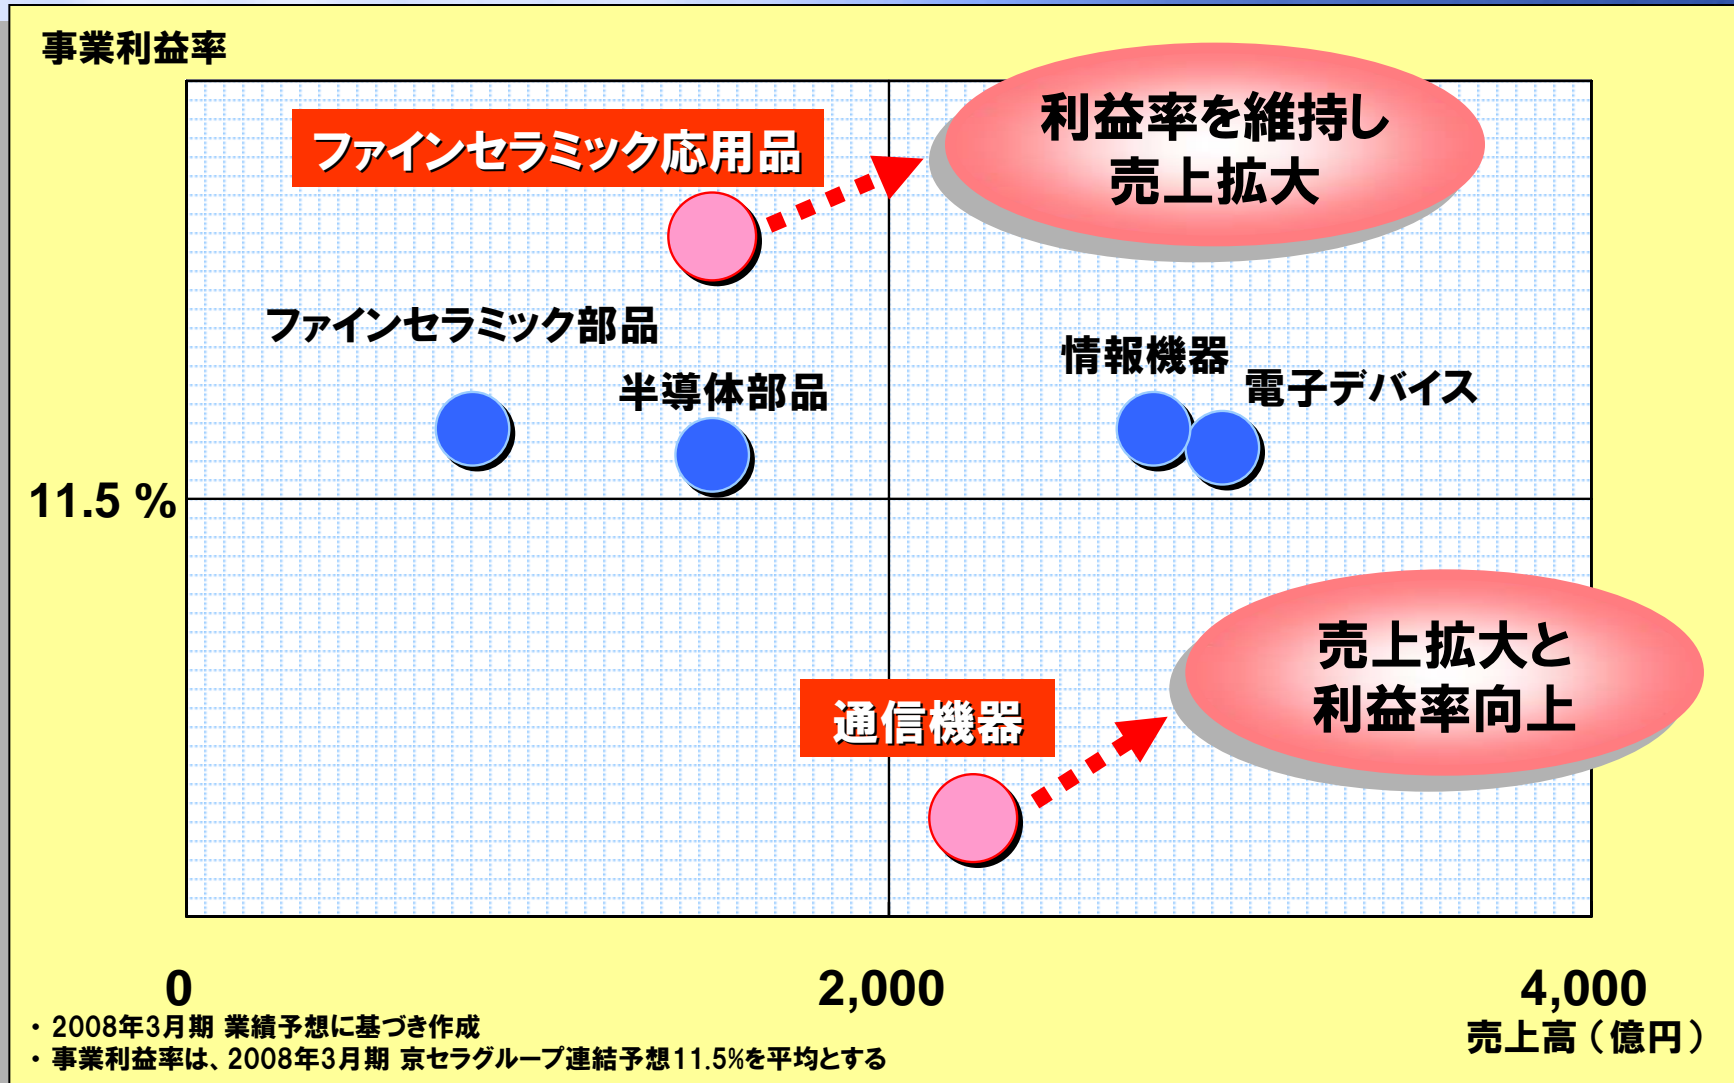 事業利益率
利益率を維持し
売上拡大
ファインセラミック応用品
ファインセラミック部品
情報機器
半導体部品
電子デバイス
11.5 %
売上拡大と
利益率向上
通信機器
0
2,000
4,000
売上高（億円）
・ 2008年3月期 業績予想に基づき作成
・ 事業利益率は、2008年3月期 京セラグループ連結予想11.5%を平均とする